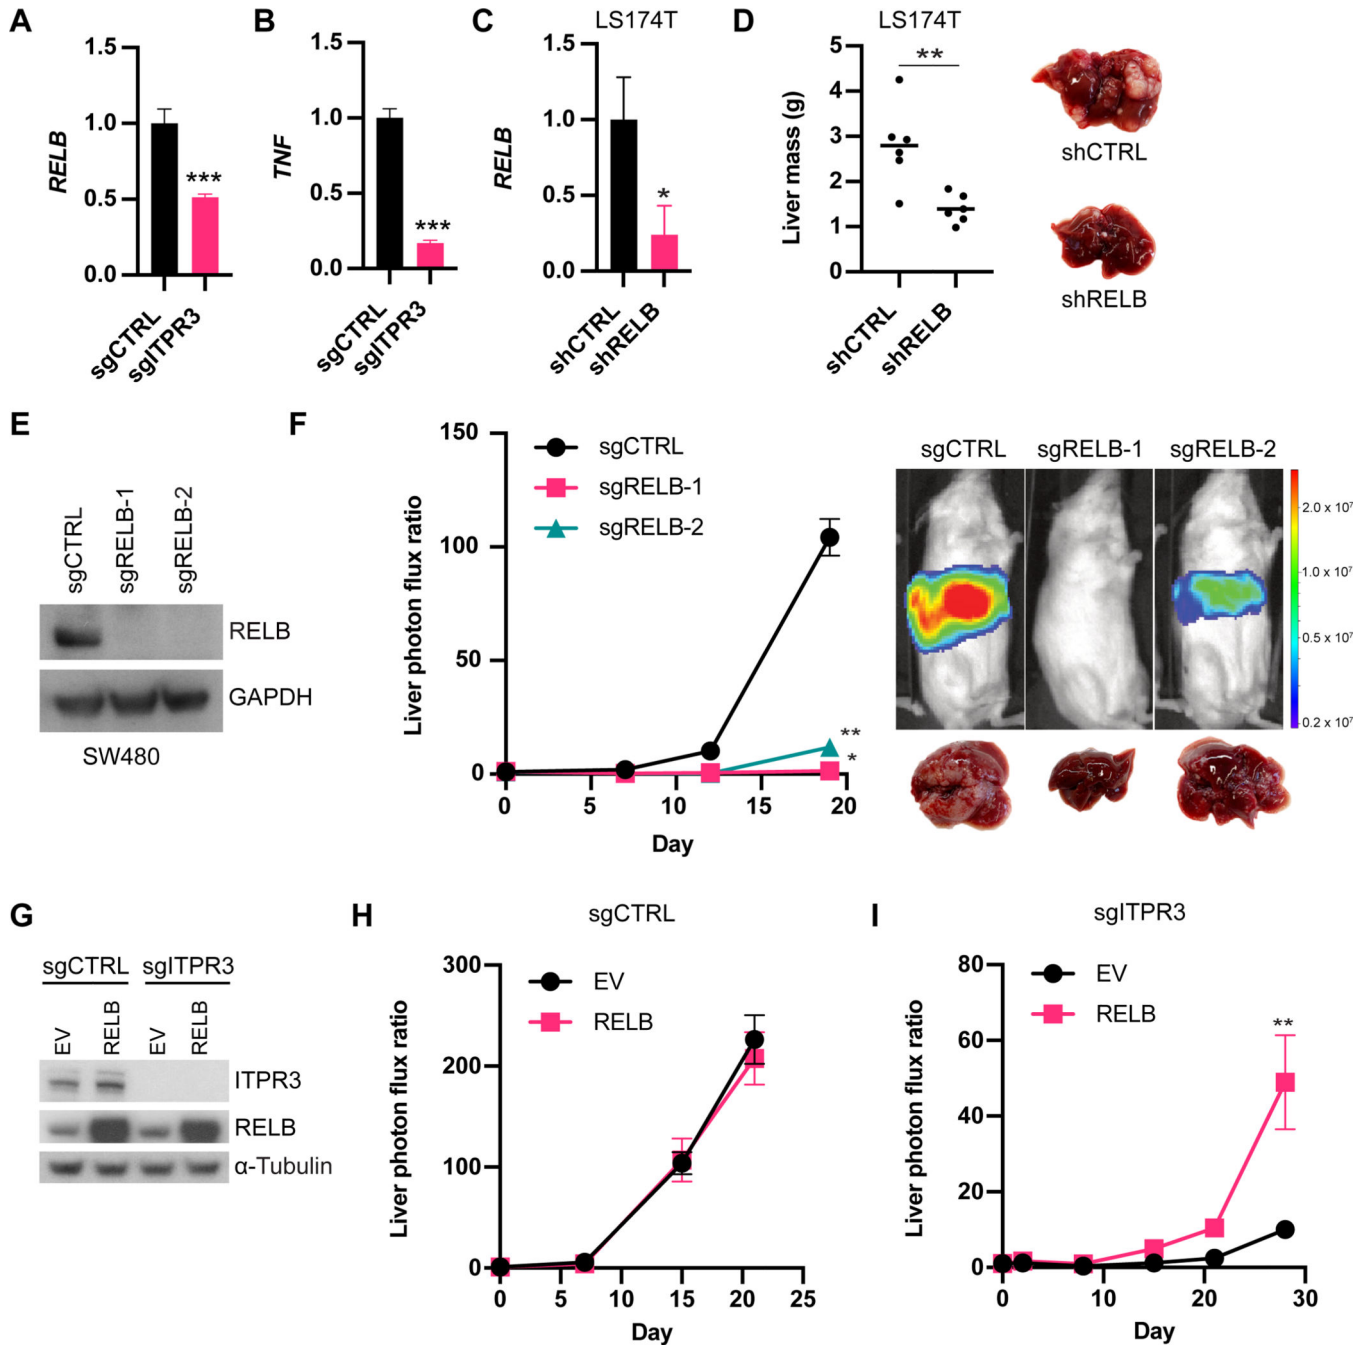 A
RELB
1.5
1.0
0.5
0.0
***
sgCTRL
sgITPR3
B
TNF
1.5
1.0
0.5
0.0
***
sgCTRL
sgITPR3
C
LS174T
RELB
1.5
1.0
0.5
0.0
*
shCTRL
shRELB
D
LS174T
Liver mass (g)
5
4
3
2
1
0
**
shCTRL
shRELB
shCTRL
shRELB
E
sgCTRL
sgRELB-1
sgRELB-2
RELB
GAPDH
SW480
F
Liver photon flux ratio
150
100
50
0
sgCTRL
sgRELB-1
sgRELB-2
**
*
0 5 10 15 20
Day
sgCTRL sgRELB-1 sgRELB-2
2.0 x 10⁷
1.0 x 10⁷
0.5 x 10⁷
0.2 x 10⁷
G
sgCTRL sgITPR3
EV RELB EV RELB
ITPR3
RELB
α-Tubulin
H
sgCTRL
Liver photon flux ratio
300
200
100
0
EV
RELB
0 5 10 15 20 25
Day
I
sgITPR3
Liver photon flux ratio
80
60
40
20
0
EV
RELB
**
0 10 20 30
Day